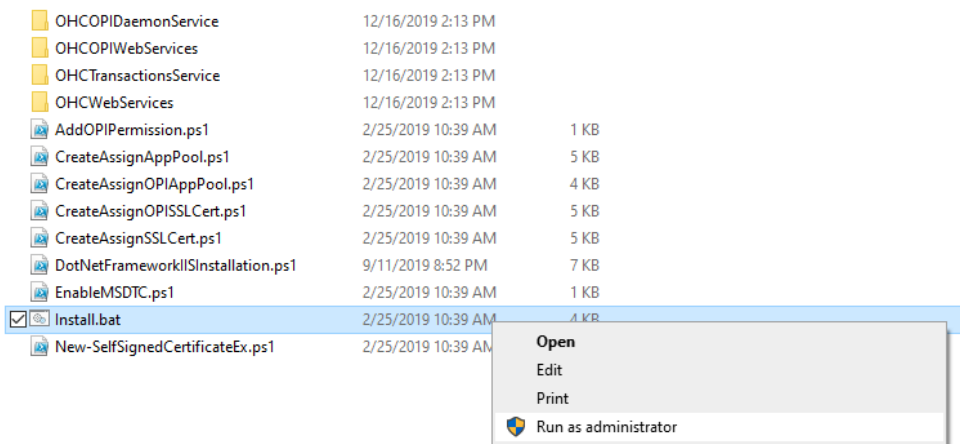 OHCOPIDaemonService 12/16/2019 2:13 PM
OHCOPIWebServices 12/16/2019 2:13 PM
OHCTransactionsService 12/16/2019 2:13 PM
OHCWebServices 12/16/2019 2:13 PM
AddOPIPermission.ps1 2/25/2019 10:39 AM 1 KB
CreateAssignAppPool.ps1 2/25/2019 10:39 AM 5 KB
CreateAssignOPIAppPool.ps1 2/25/2019 10:39 AM 4 KB
CreateAssignOPISSLCert.ps1 2/25/2019 10:39 AM 5 KB
CreateAssignSSLCert.ps1 2/25/2019 10:39 AM 5 KB
DotNetFrameworkIISInstallation.ps1 9/11/2019 8:52 PM 7 KB
EnableMSDTC.ps1 2/25/2019 10:39 AM 1 KB
Install.bat 2/25/2019 10:39 AM 4 KB
New-SelfSignedCertificateEx.ps1 2/25/2019 10:39 AM
Open
Edit
Print
Run as administrator